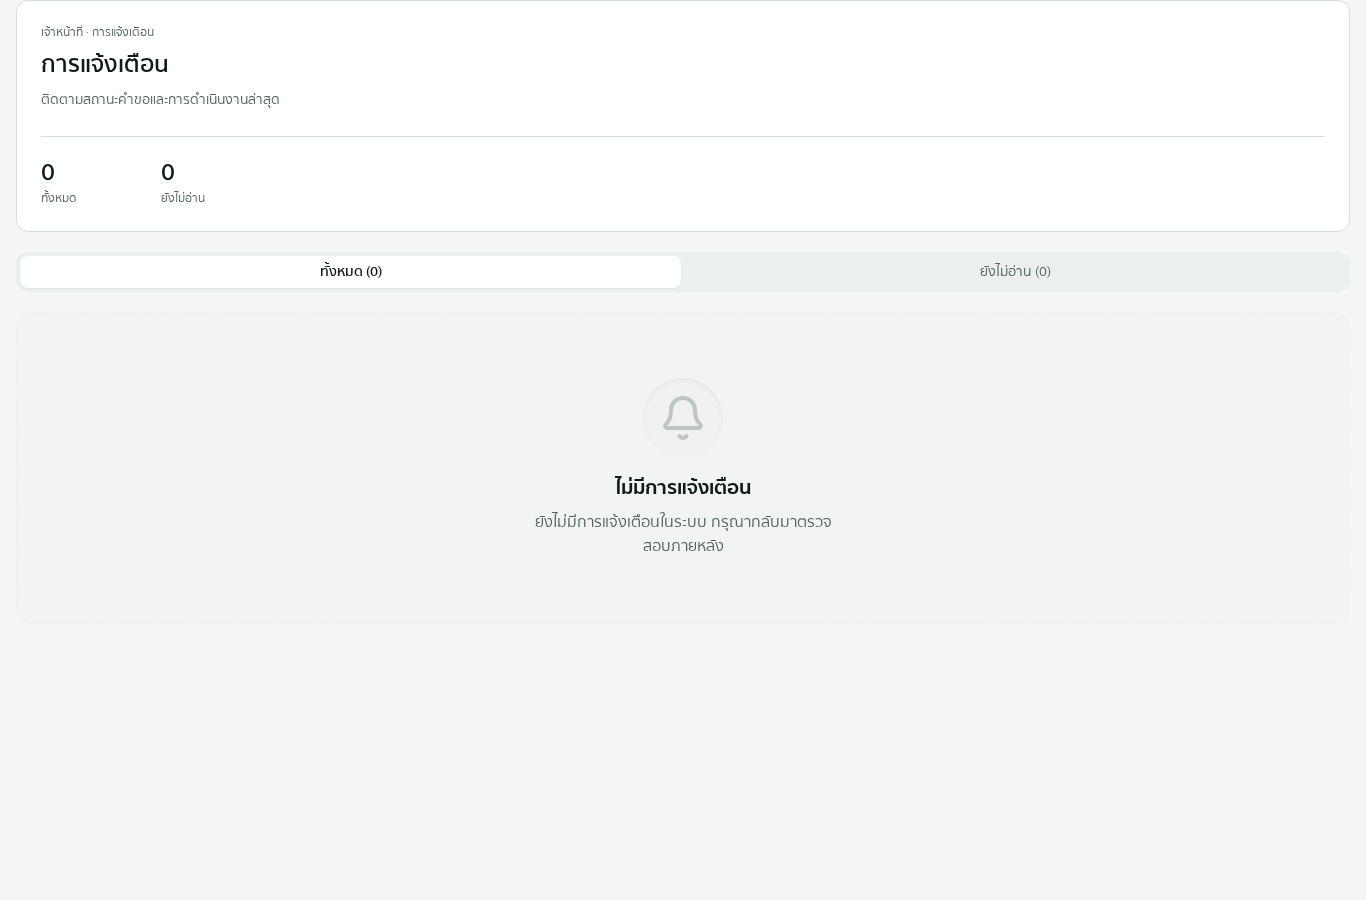 เจ้าหน้าที่ · การแจ้งเตือน
การแจ้งเตือน
ติดตามสถานะคำขอและการดำเนินงานล่าสุด
0 0
ทั้งหมด ยังไม่อ่าน
ทั้งหมด (0) ยังไม่อ่าน (0)
ไม่มีการแจ้งเตือน
ยังไม่มีการแจ้งเตือนในระบบ กรุณากลับมาตรวจ
สอบภายหลัง